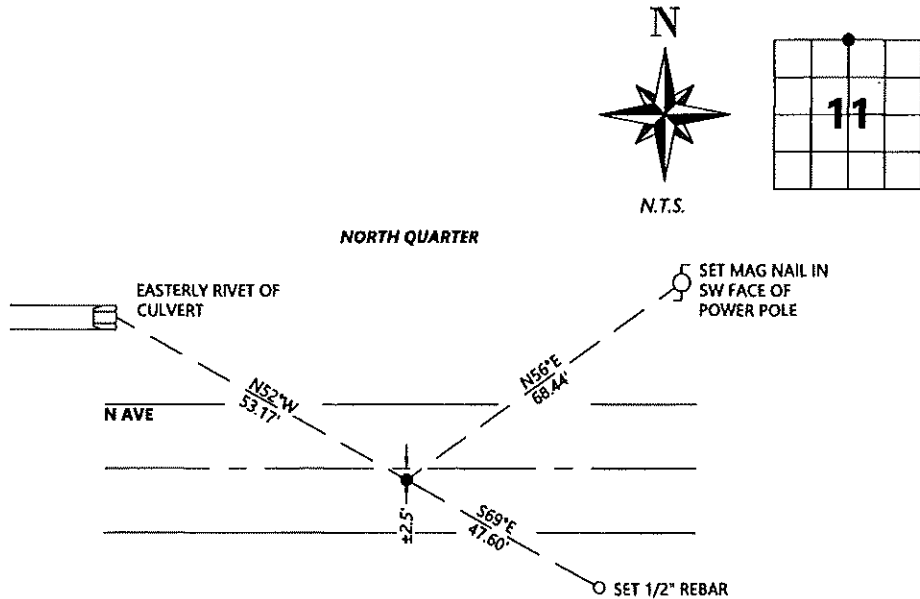 N
11
N.T.S.
NORTH QUARTER
EASTERLY RIVET OF
CULVERT
SET MAG NAIL IN
SW FACE OF
POWER POLE
N52°W
53.17'
N56°E
68.44'
N AVE
±2.5'
S69°E
47.60'
SET 1/2" REBAR